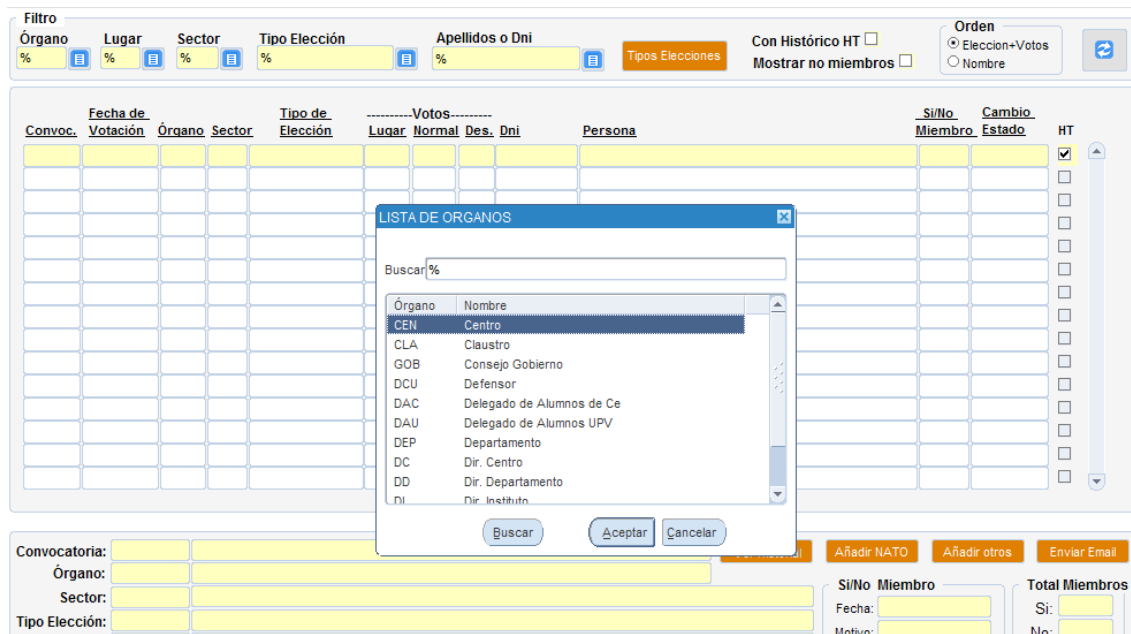 Filtro
Órgano Lugar Sector Tipo Elección Apellidos o Dni
% % % % %
Tipos Elecciones
Con Histórico HT
Mostrar no miembros
Orden
Eleccion+Votos
Nombre
Fecha de Tipo de ----------Votos--------- Si/No Cambio
Convoc. Votación Órgano Sector Elección Lugar Normal Des. Dni Persona Miembro Estado HT
LISTA DE ORGANOS
Buscar %
Órgano Nombre
CEN Centro
CLA Claustro
GOB Consejo Gobierno
DCU Defensor
DAC Delegado de Alumnos de Ce
DAU Delegado de Alumnos UPV
DEP Departamento
DC Dir. Centro
DD Dir. Departamento
Dir. Instituto
Buscar Aceptar Cancelar
Convocatoria: Añadir NATO Añadir otros Enviar Email
Órgano:
Sector:
Tipo Elección:
Si/No Miembro
Fecha:
Motivo:
Total Miembros
Si:
No: